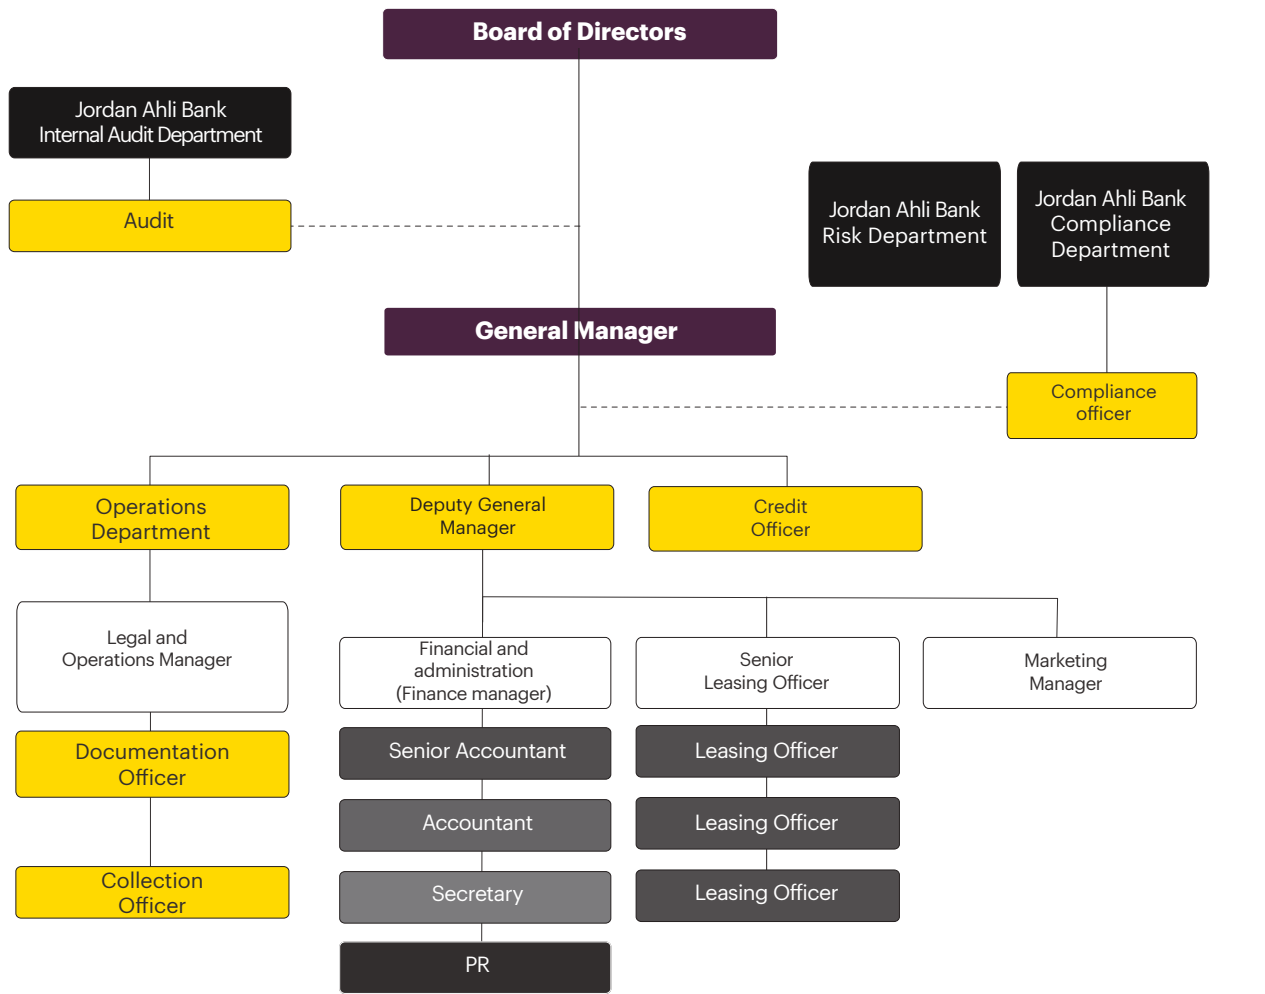 Board of Directors
Jordan Ahli Bank
Internal Audit Department
Audit
Jordan Ahli Bank
Risk Department
Jordan Ahli Bank
Compliance
Department
General Manager
Compliance
officer
Operations
Department
Deputy General
Manager
Credit
Officer
Legal and
Operations Manager
Financial and
administration
(Finance manager)
Senior
Leasing Officer
Marketing
Manager
Documentation
Officer
Senior Accountant
Leasing Officer
Accountant
Leasing Officer
Collection
Officer
Secretary
Leasing Officer
PR